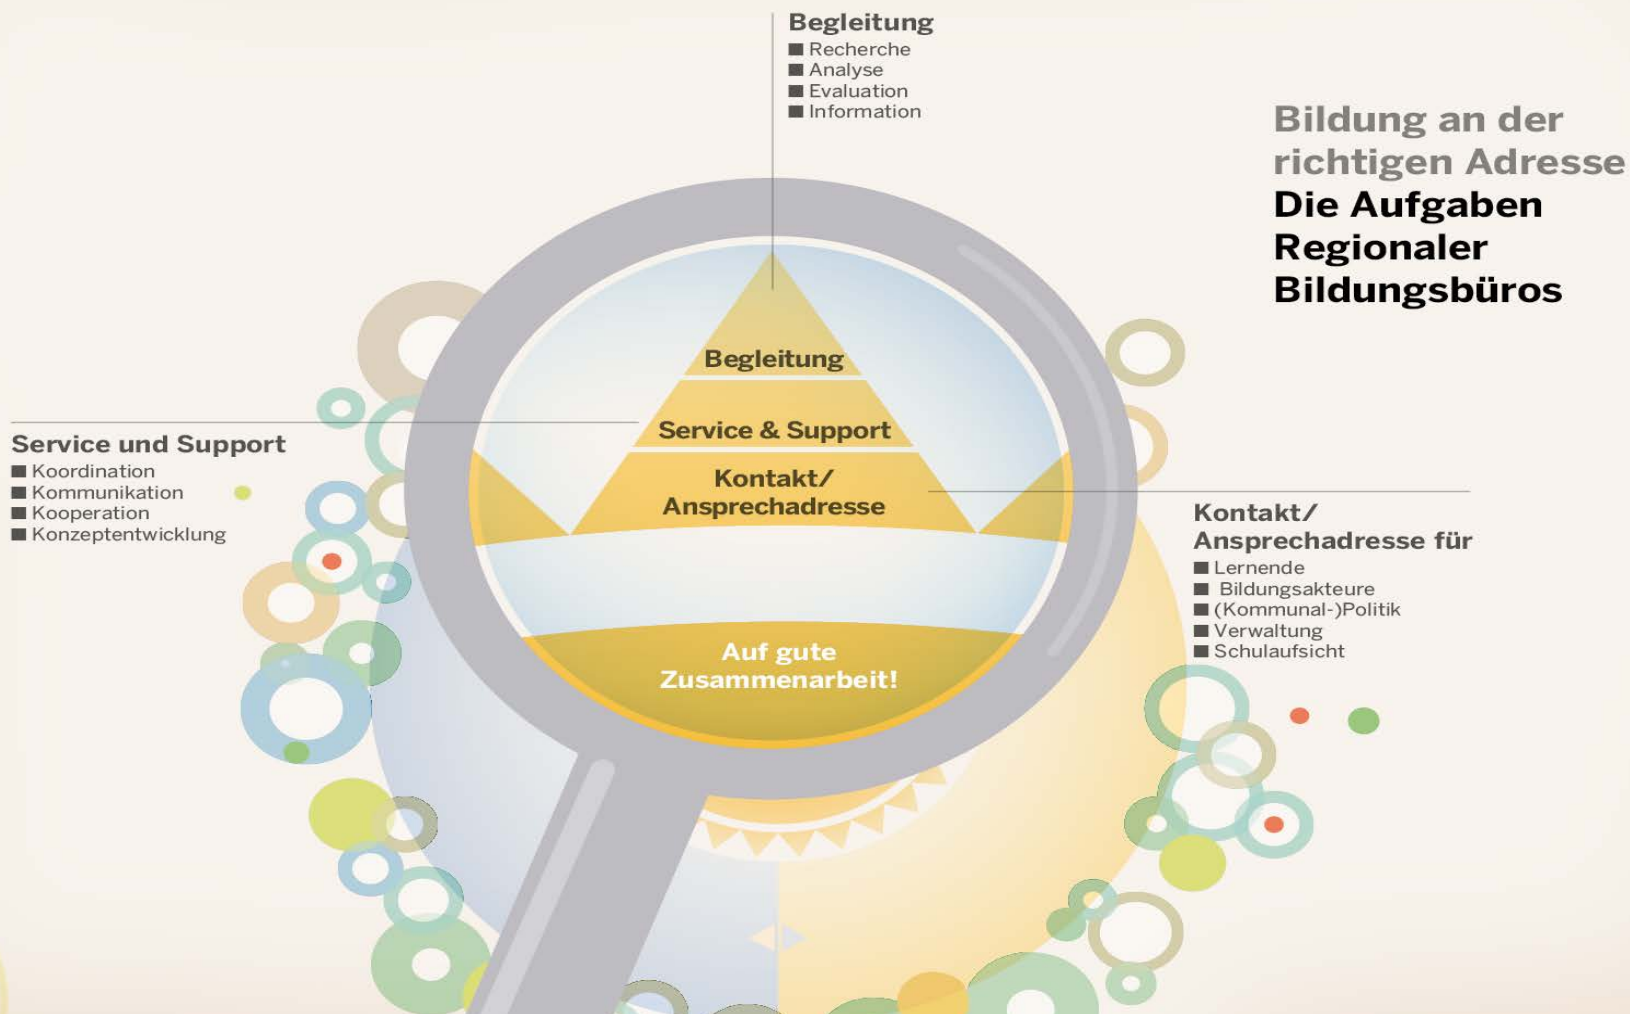 Bildung an der
richtigen Adresse
Die Aufgaben
Regionaler
Bildungsbüros
Begleitung
■ Recherche
■ Analyse
■ Evaluation
■ Information
Service und Support
■ Koordination
■ Kommunikation
■ Kooperation
■ Konzeptentwicklung
Begleitung
Service & Support
Kontakt/
Ansprechadresse
Auf gute
Zusammenarbeit!
Kontakt/
Ansprechadresse für
■ Lernende
■ Bildungsakteure
■ (Kommunal-)Politik
■ Verwaltung
■ Schulaufsicht